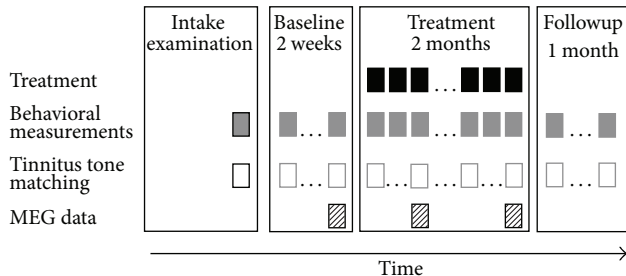 Intake
examination
Baseline
2 weeks
Treatment
2 months
Followup
1 month
Treatment
...
Behavioral
measurements
... ... ...
Tinnitus tone
matching
... ... ... ... ...
MEG data
Time